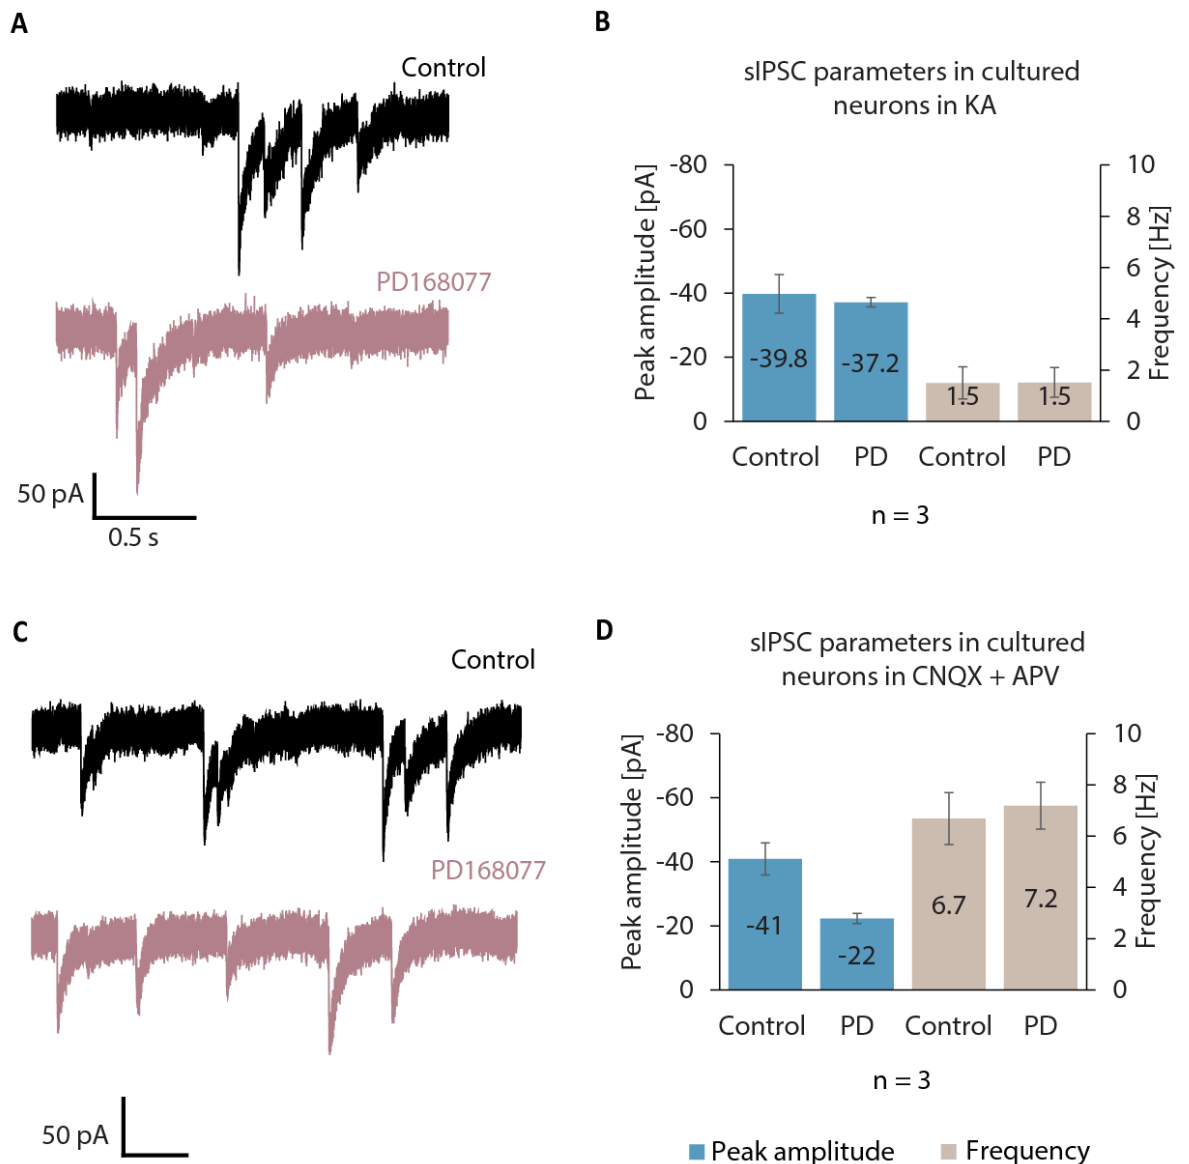 A
Control
PD168077
50 pA
0.5 s
B
sIPSC parameters in cultured
neurons in KA
Peak amplitude [pA]
-80
-60
-40
-20
0
-39.8
-37.2
1.5
1.5
10
8
6
4
2
0
Frequency [Hz]
Control PD Control PD
n = 3
C
Control
PD168077
50 pA
D
sIPSC parameters in cultured
neurons in CNQX + APV
Peak amplitude [pA]
-80
-60
-40
-20
0
-41
-22
6.7
7.2
10
8
6
4
2
0
Frequency [Hz]
Control PD Control PD
n = 3
Peak amplitude Frequency